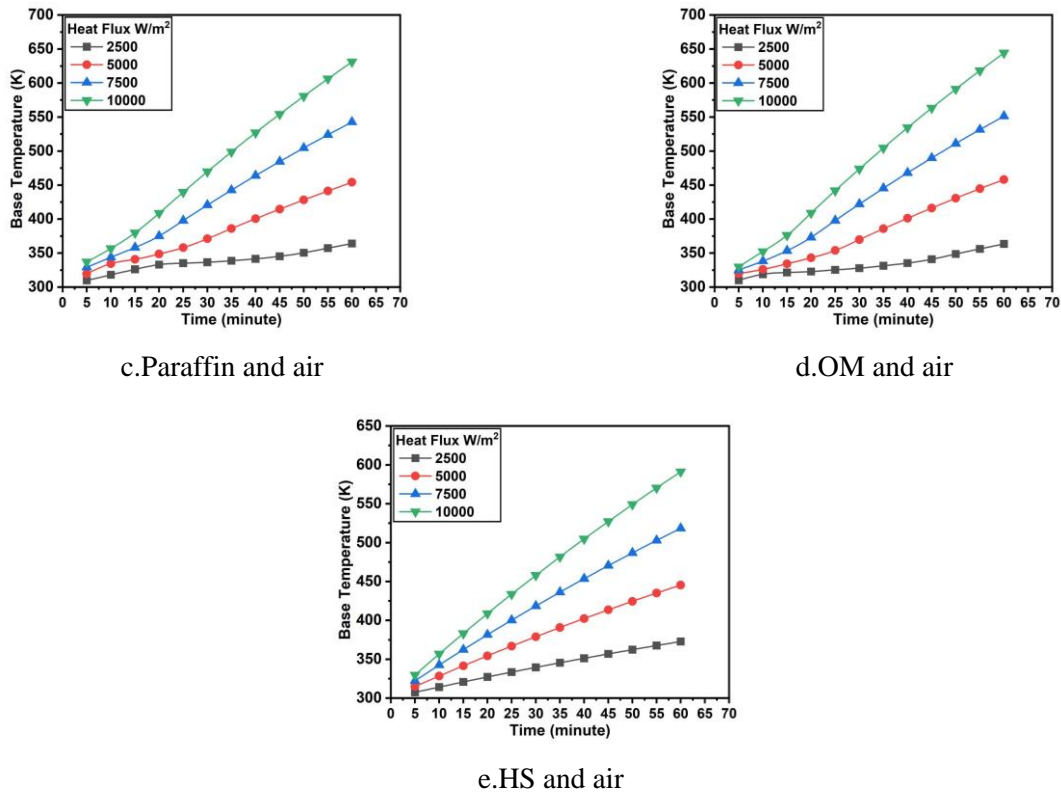 700
650
600
550
500
450
400
350
300
Base Temperature (K)
Heat Flux W/m²
2500
5000
7500
10000
0 5 10 15 20 25 30 35 40 45 50 55 60 65 70
Time (minute)
c.Paraffin and air
700
650
600
550
500
450
400
350
300
Base Temperature (K)
Heat Flux W/m²
2500
5000
7500
10000
0 5 10 15 20 25 30 35 40 45 50 55 60 65 70
Time (minute)
d.OM and air
650
600
550
500
450
400
350
300
Base Temperature (K)
Heat Flux W/m²
2500
5000
7500
10000
0 5 10 15 20 25 30 35 40 45 50 55 60 65 70
Time (minute)
e.HS and air